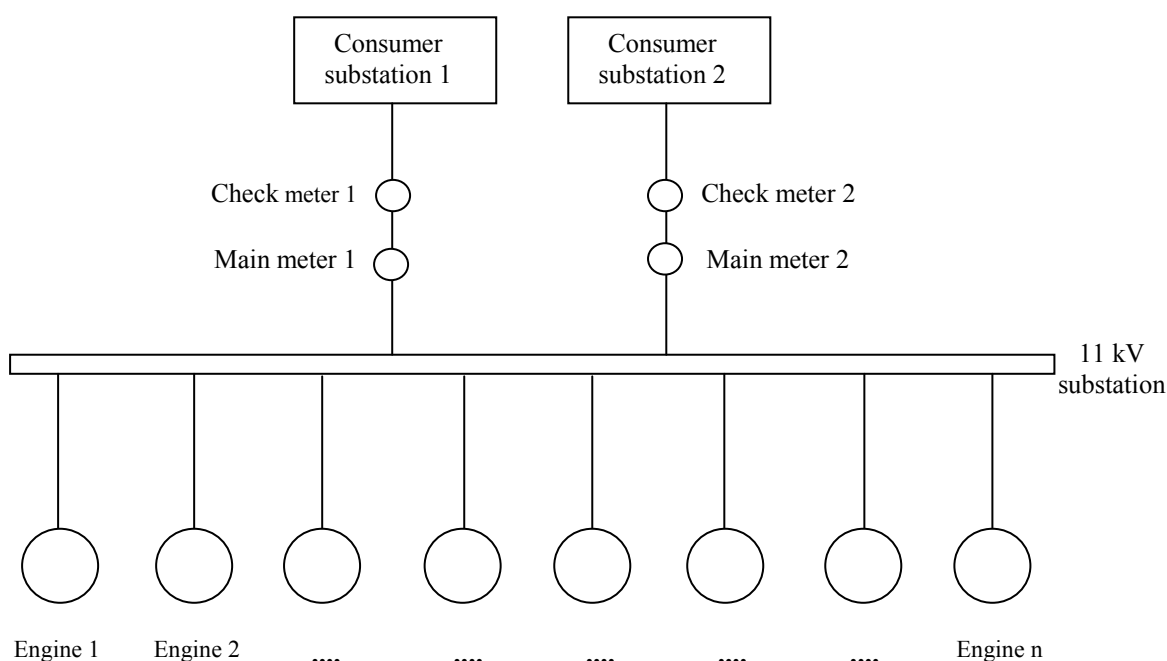 Consumer
substation 1
Consumer
substation 2
Check meter 1
Check meter 2
Main meter 1
Main meter 2
11 kV
substation
Engine 1
Engine 2
....
....
....
....
....
Engine n